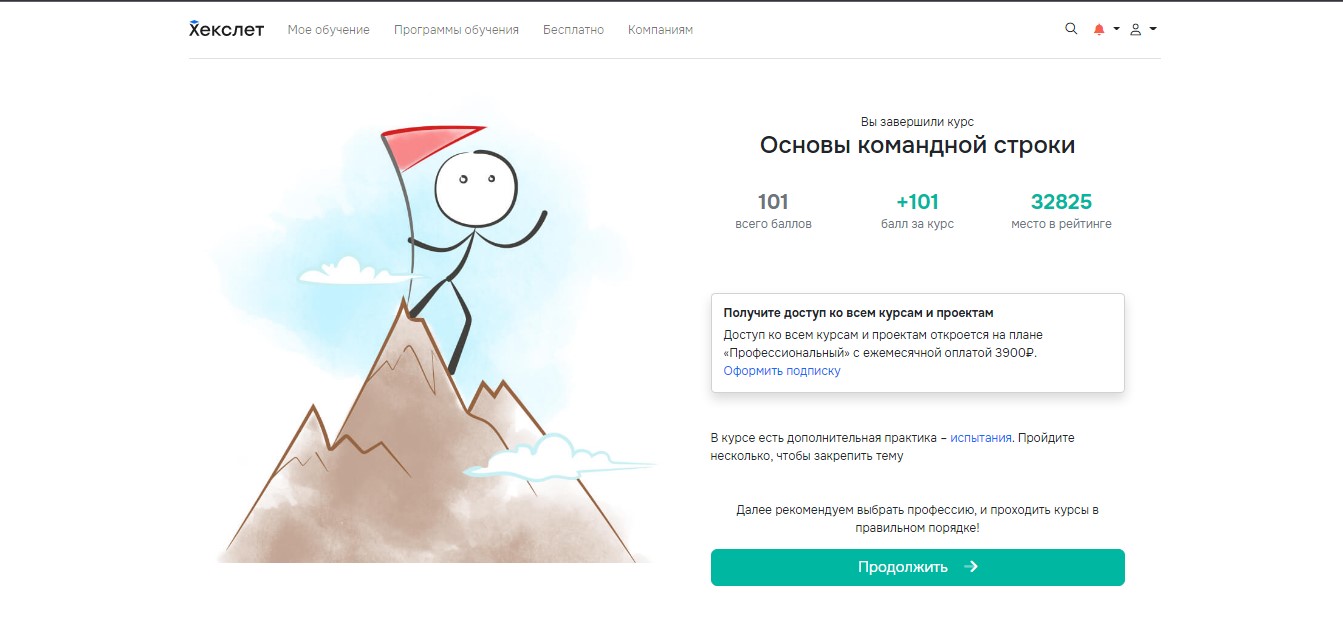 Хекслет Мое обучение Программы обучения Бесплатно Компаниям
Вы завершили курс
Основы командной строки
101 +101 32825
всего баллов балл за курс место в рейтинге
Получите доступ ко всем курсам и проектам
Доступ ко всем курсам и проектам откроется на плане
«Профессиональный» с ежемесячной оплатой 3900₽.
Оформить подписку
В курсе есть дополнительная практика – испытания. Пройдите
несколько, чтобы закрепить тему
Далее рекомендуем выбрать профессию, и проходить курсы в
правильном порядке!
Продолжить →